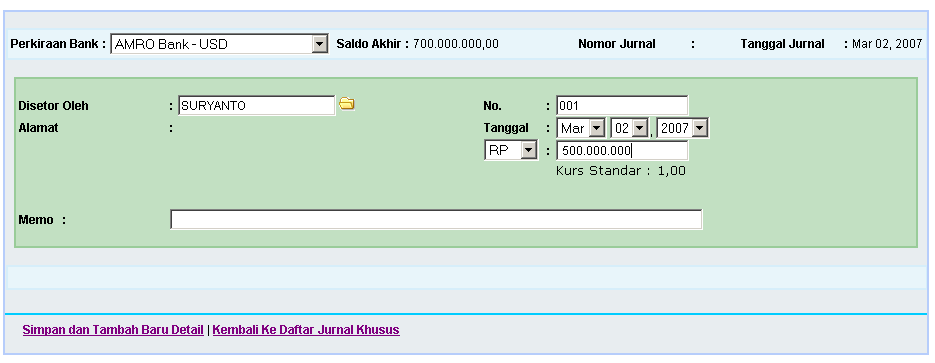 Perkiraan Bank : AMRO Bank - USD Saldo Akhir : 700.000.000,00 Nomor Jurnal : Tanggal Jurnal : Mar 02, 2007
Disetor Oleh : SURYANTO No. : 001
Alamat : Tanggal : Mar 02 , 2007
RP : 500.000.000
Kurs Standar : 1,00
Memo :
Simpan dan Tambah Baru Detail | Kembali Ke Daftar Jurnal Khusus